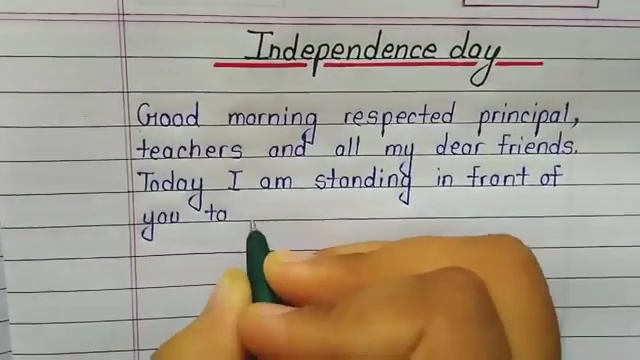 Independence day
Good morning respected principal,
teachers and all my dear friends.
Today I am standing in front of
you to